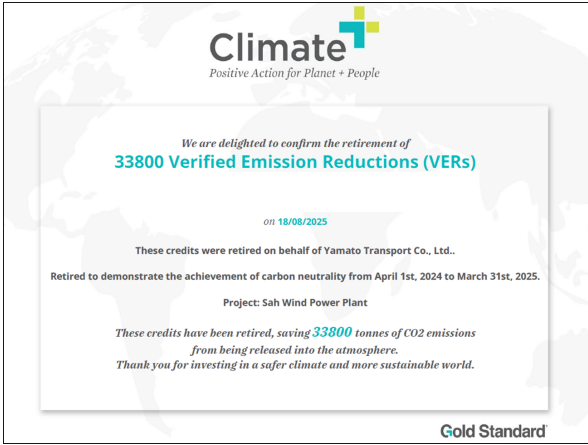 Climate+
Positive Action for Planet + People
We are delighted to confirm the retirement of
33800 Verified Emission Reductions (VERs)
on 18/08/2025
These credits were retired on behalf of Yamato Transport Co., Ltd..
Retired to demonstrate the achievement of carbon neutrality from April 1st, 2024 to March 31st, 2025.
Project: Sah Wind Power Plant
These credits have been retired, saving 33800 tonnes of CO2 emissions
from being released into the atmosphere.
Thank you for investing in a safer climate and more sustainable world.
Gold Standard